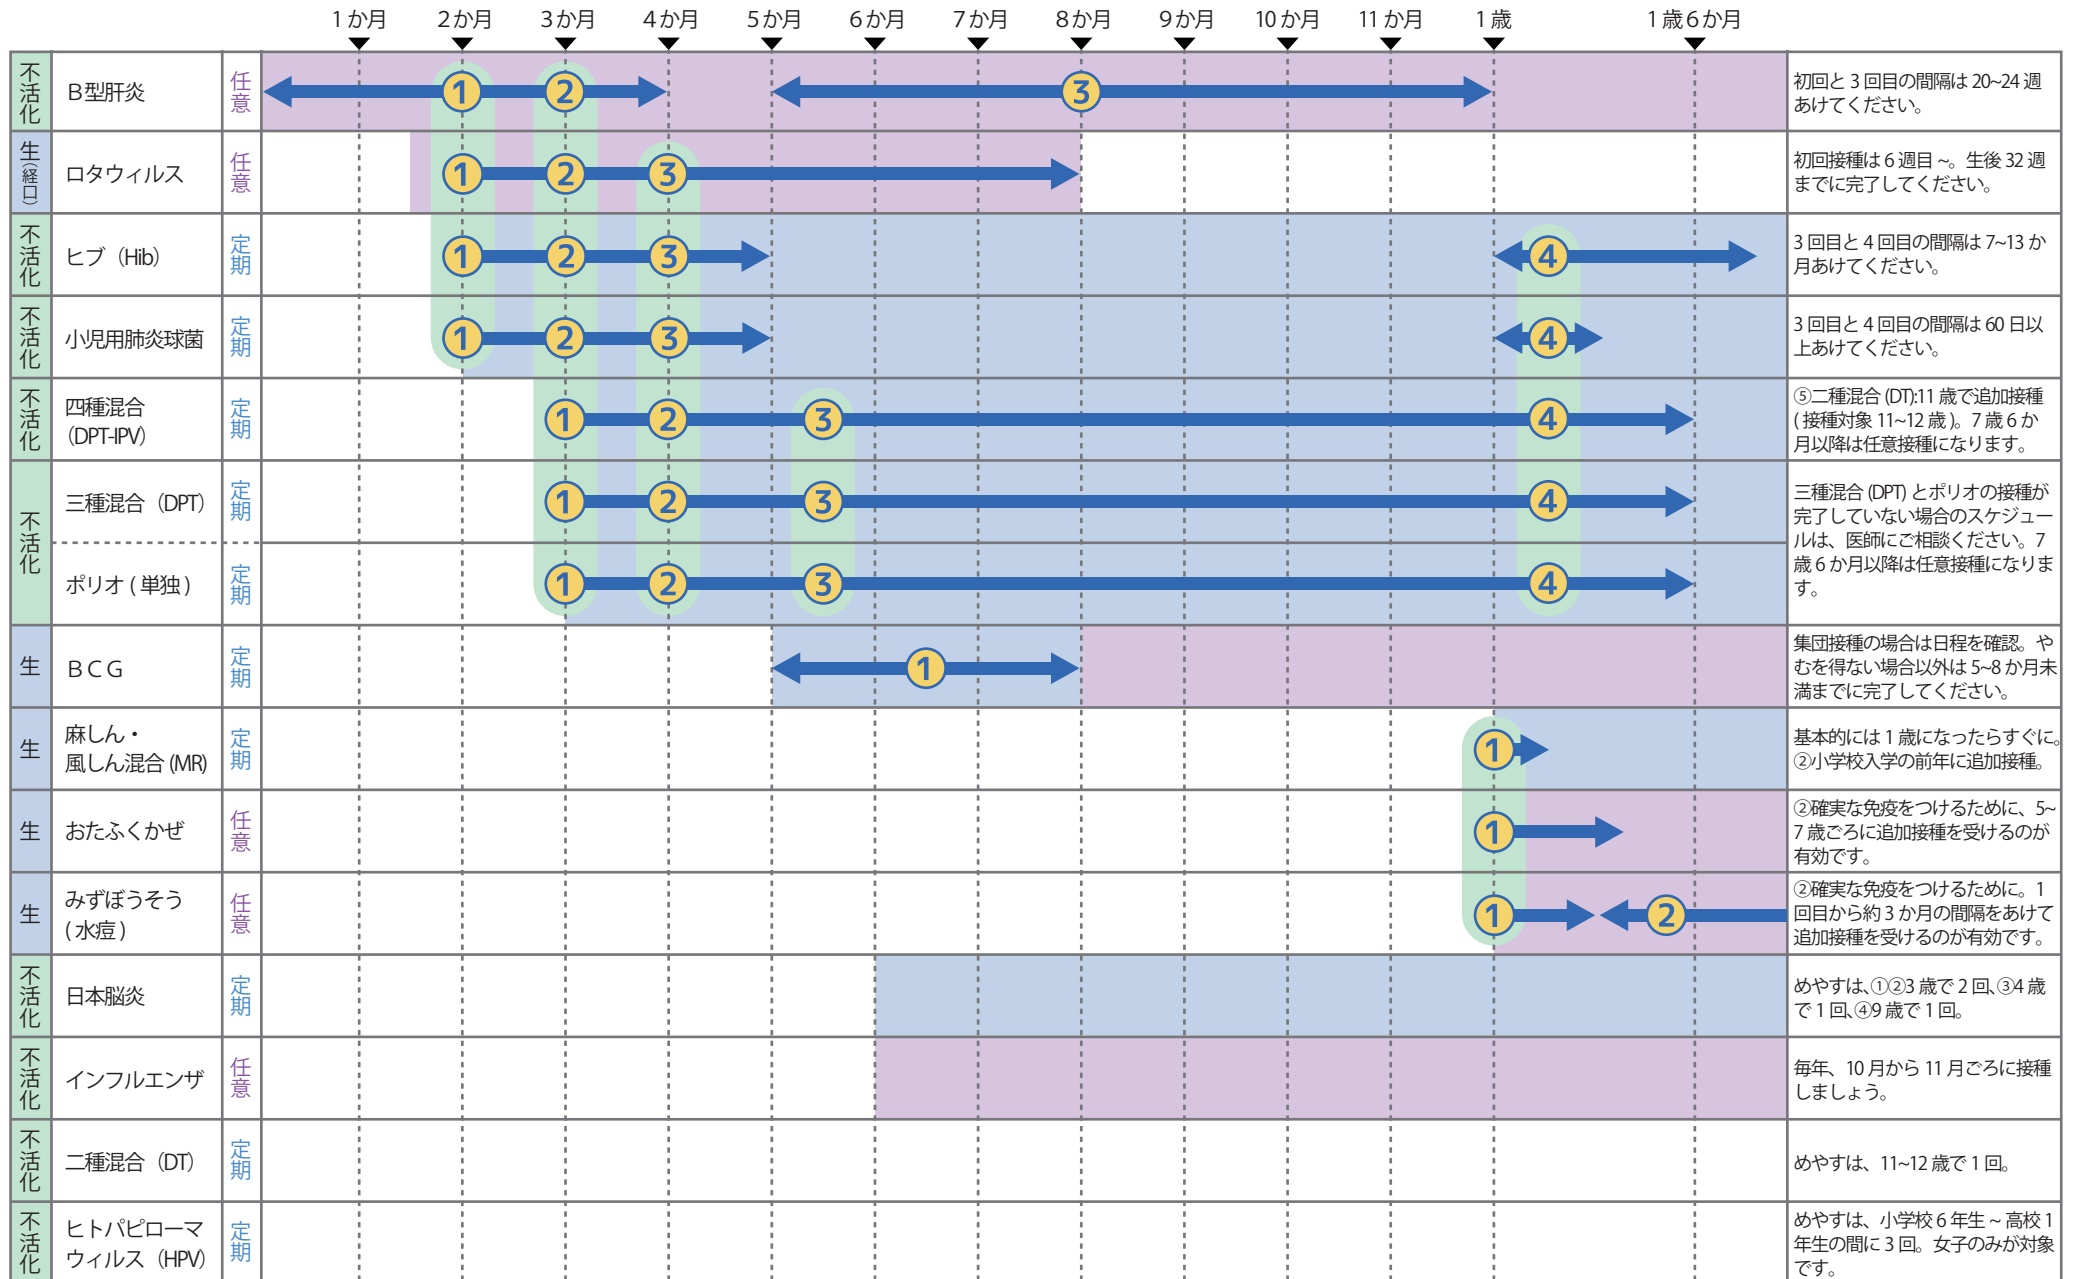 1か月 2か月 3か月 4か月 5か月 6か月 7か月 8か月 9か月 10か月 11か月 1歳 1歳6か月
不活化 B型肝炎 任意 1 2 3
初回と3回目の間隔は20~24週
あけてください。
生（経口） ロタウィルス 任意 1 2 3
初回接種は6週目~。生後32週
までに完了してください。
不活化 ヒブ（Hib） 定期 1 2 3 4
3回目と4回目の間隔は7~13か
月あけてください。
不活化 小児用肺炎球菌 定期 1 2 3 4
3回目と4回目の間隔は60日以
上あけてください。
不活化 四種混合
（DPT-IPV） 定期 1 2 3 4
⑤二種混合(DT):11歳で追加接種
(接種対象11~12歳)。7歳6か
月以降は任意接種になります。
不活化 三種混合（DPT） 定期 1 2 3 4
ポリオ(単独) 定期 1 2 3 4
三種混合(DPT)とポリオの接種が
完了していない場合のスケジュー
ルは、医師にご相談ください。7
歳6か月以降は任意接種になりま
す。
生 BCG 定期 1
集団接種の場合は日程を確認。や
むを得ない場合以外は5~8か月未
満までに完了してください。
生 麻しん・
風しん混合(MR) 定期 1
基本的には1歳になったらすぐに。
②小学校入学の前年に追加接種。
生 おたふくかぜ 任意 1
②確実な免疫をつけるために、5~
7歳ごろに追加接種を受けるのが
有効です。
生 みずぼうそう
(水痘) 任意 1 2
②確実な免疫をつけるために。1
回目から約3か月の間隔をあけて
追加接種を受けるのが有効です。
不活化 日本脳炎 定期
めやすは、①②3歳で2回、③4歳
で1回、④9歳で1回。
不活化 インフルエンザ 任意
毎年、10月から11月ごろに接種
しましょう。
不活化 二種混合（DT） 定期
めやすは、11~12歳で1回。
不活化 ヒトパピローマ
ウィルス（HPV） 定期
めやすは、小学校6年生~高校1
年生の間に3回。女子のみが対象
です。